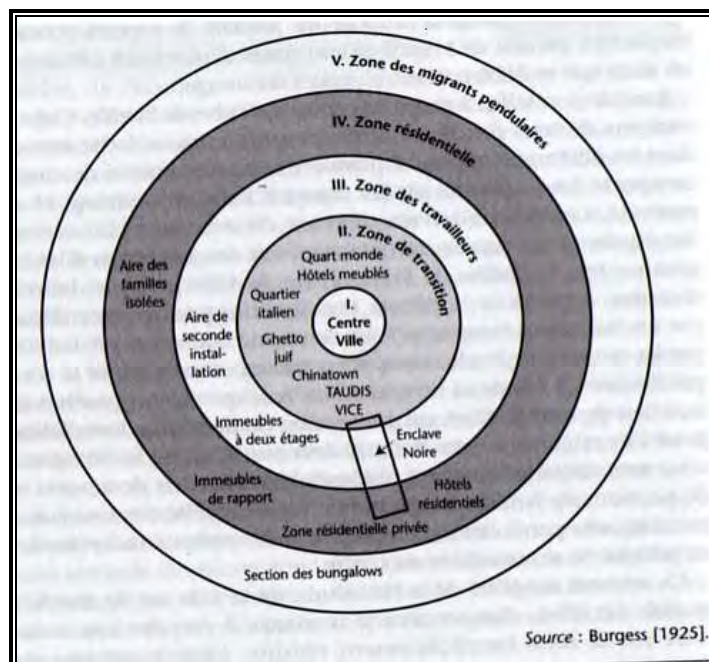 V. Zone des migrants pendulaires
IV. Zone résidentielle
III. Zone des travailleurs
II. Zone de transition
Quart monde
Hôtels meublés
Aire des
familles
isolées
Quartier
italien
I.
Centre
Ville
Aire de
seconde
instal-
lation
Ghetto
juif
Chinatown
TAUDIS
VICE
Immeubles
à deux étages
Enclave
Noire
Immeubles
de rapport
Hôtels
résidentiels
Zone résidentielle privée
Section des bungalows
Source : Burgess [1925].